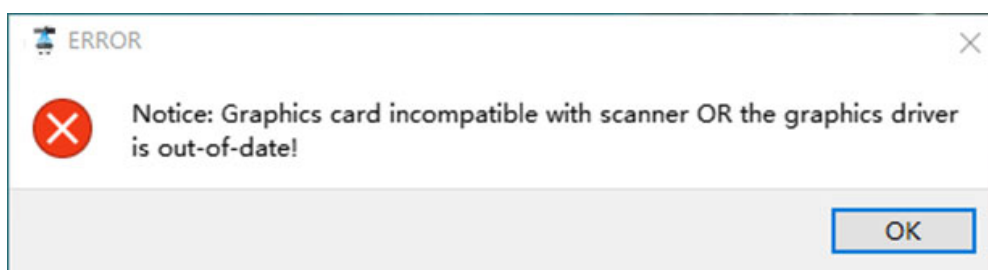 ERROR
Notice: Graphics card incompatible with scanner OR the graphics driver
is out-of-date!
OK